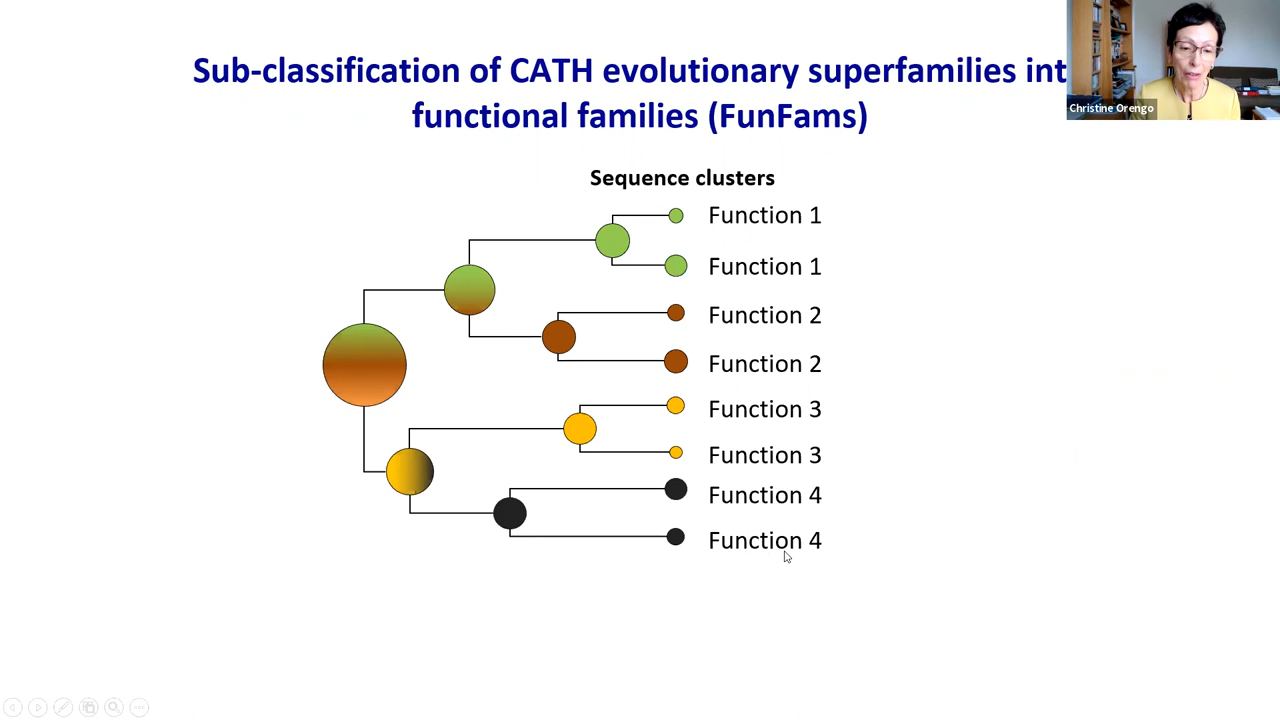 Sub-classification of CATH evolutionary superfamilies int
functional families (FunFams)
Christine Orengo
Sequence clusters
Function 1
Function 1
Function 2
Function 2
Function 3
Function 3
Function 4
Function 4